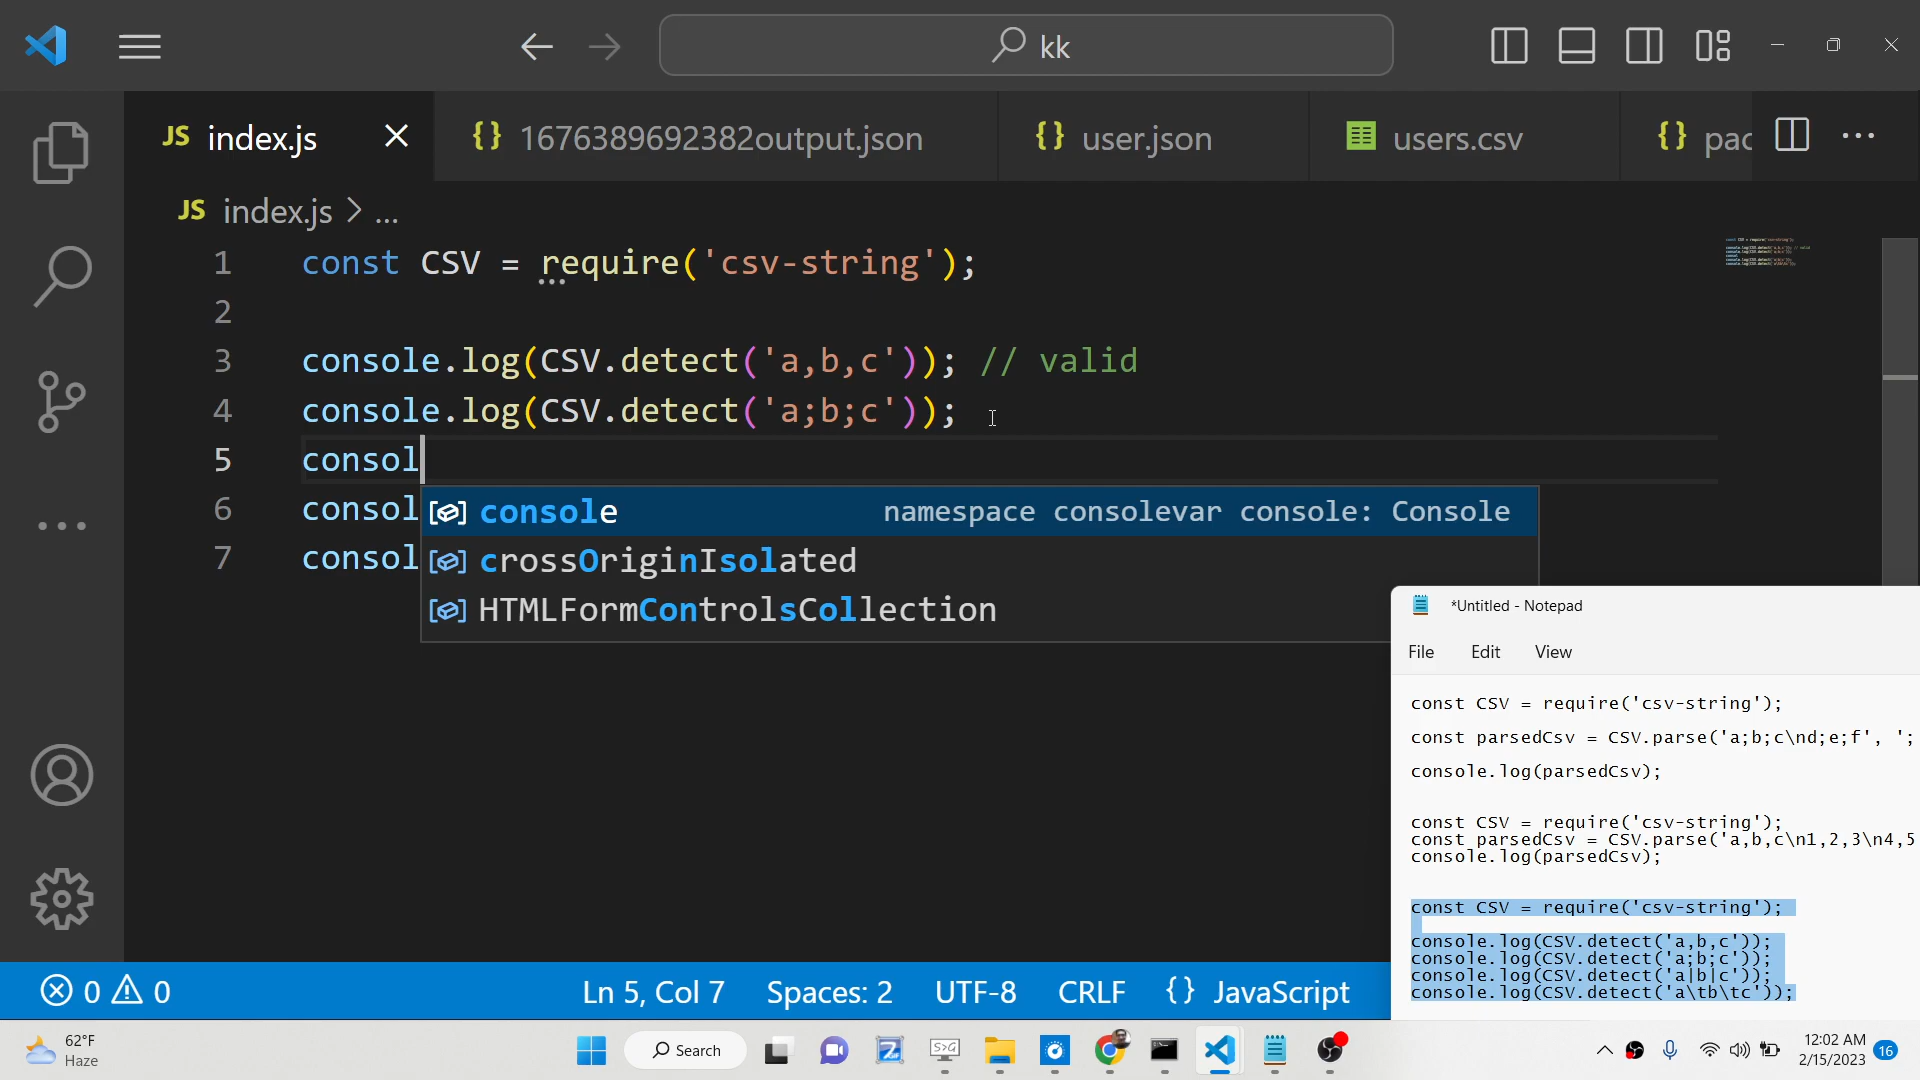 kk
JS index.js
{} 1676389692382output.json
{} user.json
users.csv
{} pac
JS index.js > ...
1 const CSV = require('csv-string');
2
3 console.log(CSV.detect('a,b,c')); // valid
4 console.log(CSV.detect('a;b;c'));
5 consol
6 consol
7 consol
console namespace consolevar console: Console
crossOriginIsolated
HTMLFormControlsCollection
*Untitled - Notepad
File Edit View
const CSV = require('csv-string');
const parsedCsv = CSV.parse('a;b;c\nd;e;f', ';
console.log(parsedCsv);
const CSV = require('csv-string');
const parsedCsv = CSV.parse('a,b,c\n1,2,3\n4,5
console.log(parsedCsv);
const CSV = require('csv-string');
console.log(CSV.detect('a,b,c'));
console.log(CSV.detect('a;b;c'));
console.log(CSV.detect('a|b|c'));
console.log(CSV.detect('a\tb\tc'));
0 0 Ln 5, Col 7 Spaces: 2 UTF-8 CRLF {} JavaScript
62°F
Haze
Search
12:02 AM
2/15/2023
16